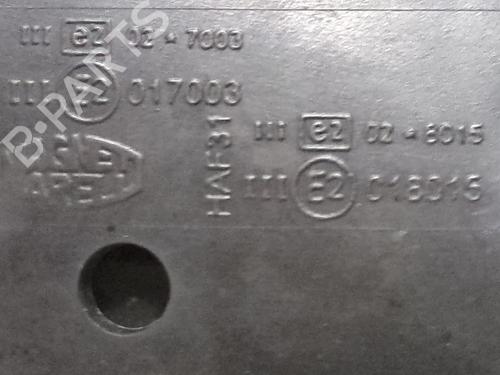 III e2 02*7003
III E2 017003
HAF31
III e2 02*8015
III E2 018015
B-PARTS